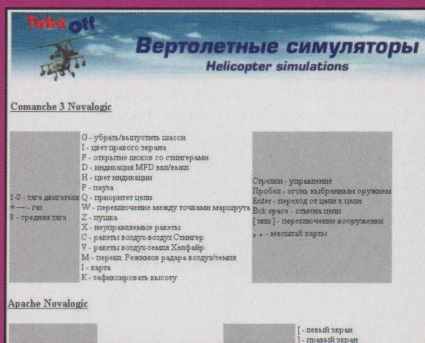 Take Off
Вертолетные симуляторы
Helicopter simulations
Comanche 3 Novalogic
1-0 - тяга двигателя
+ --- - газ
8 - средняя тяга
G - убрать/выпустить шасси
I - цвет правого экрана
F - открытие люков со стингерами
D - индикация MFD вкл/выкл
H - цвет индикации
P - пауза
Q - приоритет цели
W - переключение между точками маршрута
Z - пушка
X - неуправляемые ракеты
C - ракеты воздух-воздух Стингер
V - ракеты воздух-земля Хелфайр
M - перекл. Режимов радара воздух/земля
I - карта
K - зафиксировать высоту
Стрелки - управление
Пробел - огонь выбранным оружием
Enter - переход от цели к цели
Bck space - отмена цели
[ или ] - переключение вооружения
- масштаб карты
Apache Novalogic
[ - левый экран
] - правый экран